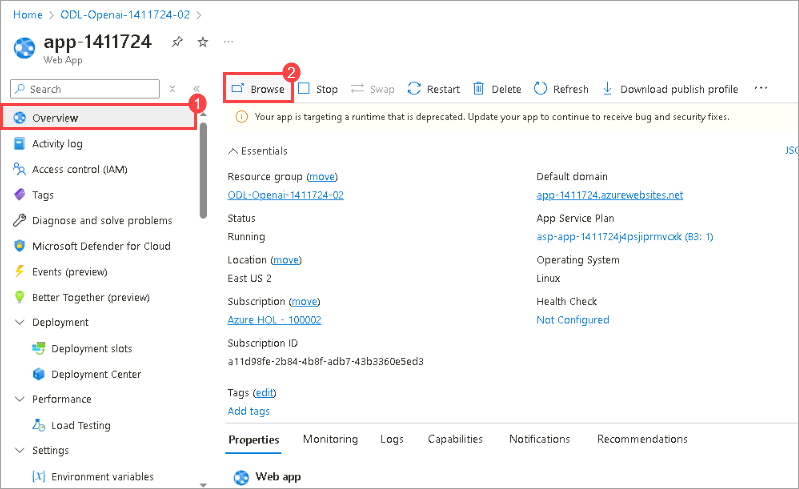 Home > ODL-Openai-1411724-02 >
app-1411724
Web App
Search
«
2
Browse
Stop
Swap
Restart
Delete
Refresh
Download publish profile
...
1
Overview
Activity log
Access control (IAM)
Tags
Diagnose and solve problems
Microsoft Defender for Cloud
Events (preview)
Better Together (preview)
Deployment
Deployment slots
Deployment Center
Performance
Load Testing
Settings
Environment variables
Your app is targeting a runtime that is deprecated. Update your app to continue to receive bug and security fixes.
Essentials
JSO
Resource group (move)
ODL-Openai-1411724-02
Status
Running
Location (move)
East US 2
Subscription (move)
Azure HOL - 100002
Subscription ID
a11d98fe-2b84-4b8f-adb7-43b3360e5ed3
Tags (edit)
Add tags
Default domain
app-1411724.azurewebsites.net
App Service Plan
(B3: 1)
Operating System
Linux
Health Check
Not Configured
Properties
Monitoring
Logs
Capabilities
Notifications
Recommendations
Web app